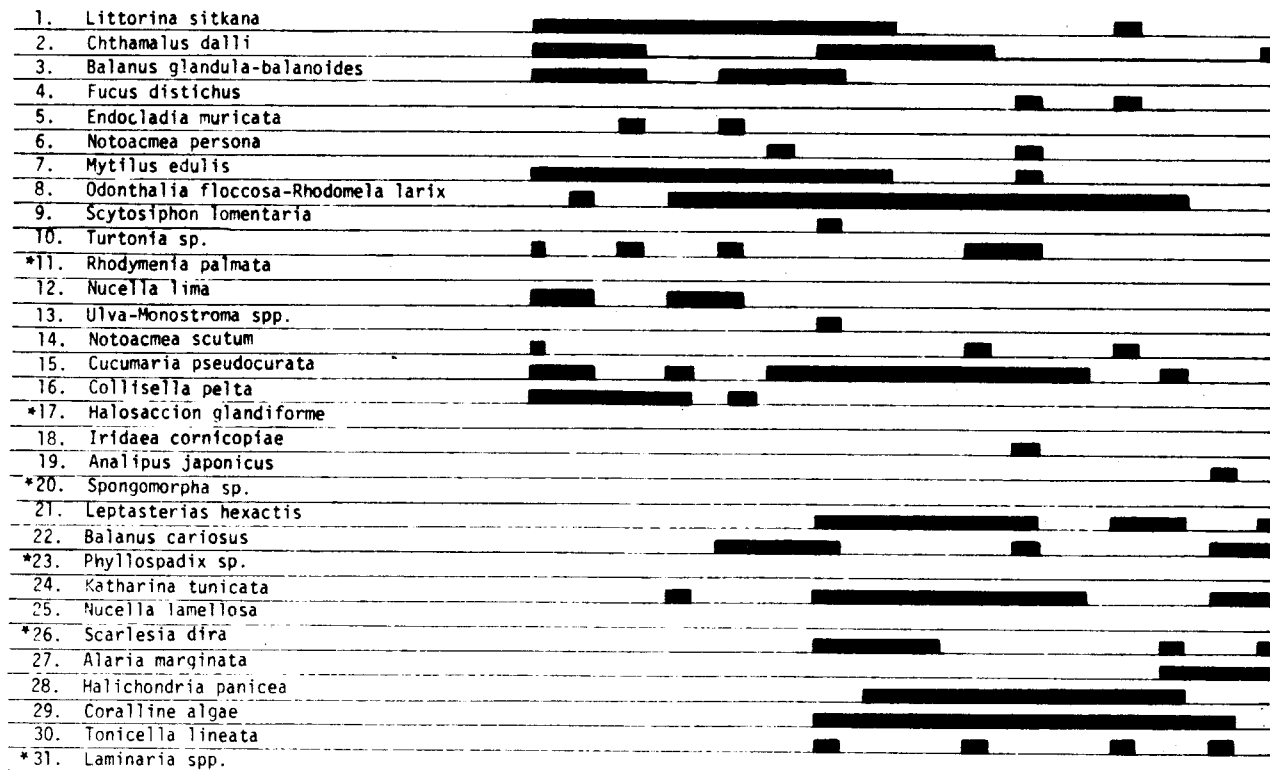 1. Littorina sitkana
2. Chthamalus dalli
3. Balanus glandula-balanoides
4. Fucus distichus
5. Endocladia muricata
6. Notoacmea persona
7. Mytilus edulis
8. Odonthalia floccosa-Rhodomela larix
9. Scytosiphon lomentaria
10. Turtonia sp.
*11. Rhodymenia palmata
12. Nucella lima
13. Ulva-Monostroma spp.
14. Notoacmea scutum
15. Cucumaria pseudocurata
16. Collisella pelta
*17. Halosaccion glandiforme
18. Iridaea cornicopiae
19. Analipus japonicus
*20. Spongomorpha sp.
21. Leptasterias hexactis
22. Balanus cariosus
*23. Phyllospadix sp.
24. Katharina tunicata
25. Nucella lamellosa
*26. Scarlesia dira
27. Alaria marginata
28. Halichondria panicea
29. Coralline algae
30. Tonicella lineata
*31. Laminaria spp.